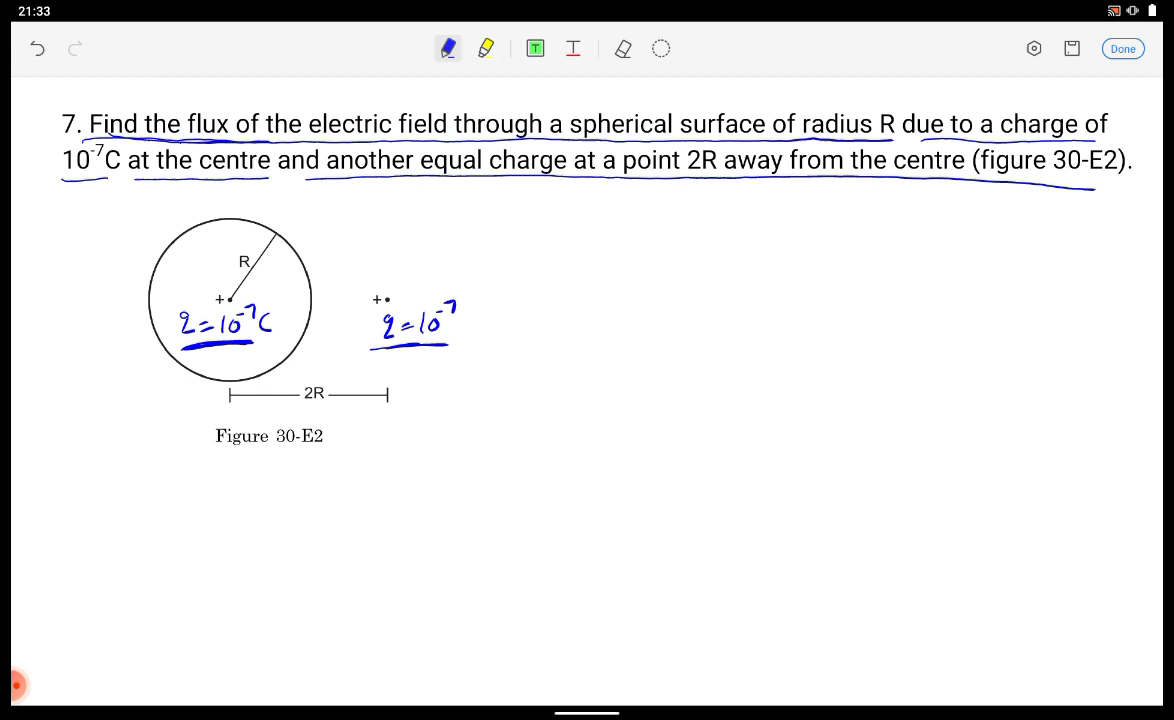 21:33
Done
7. Find the flux of the electric field through a spherical surface of radius R due to a charge of
10⁻⁷C at the centre and another equal charge at a point 2R away from the centre (figure 30-E2).
R
+
+
q=10⁻⁷C
q=10⁻⁷
2R
Figure 30-E2